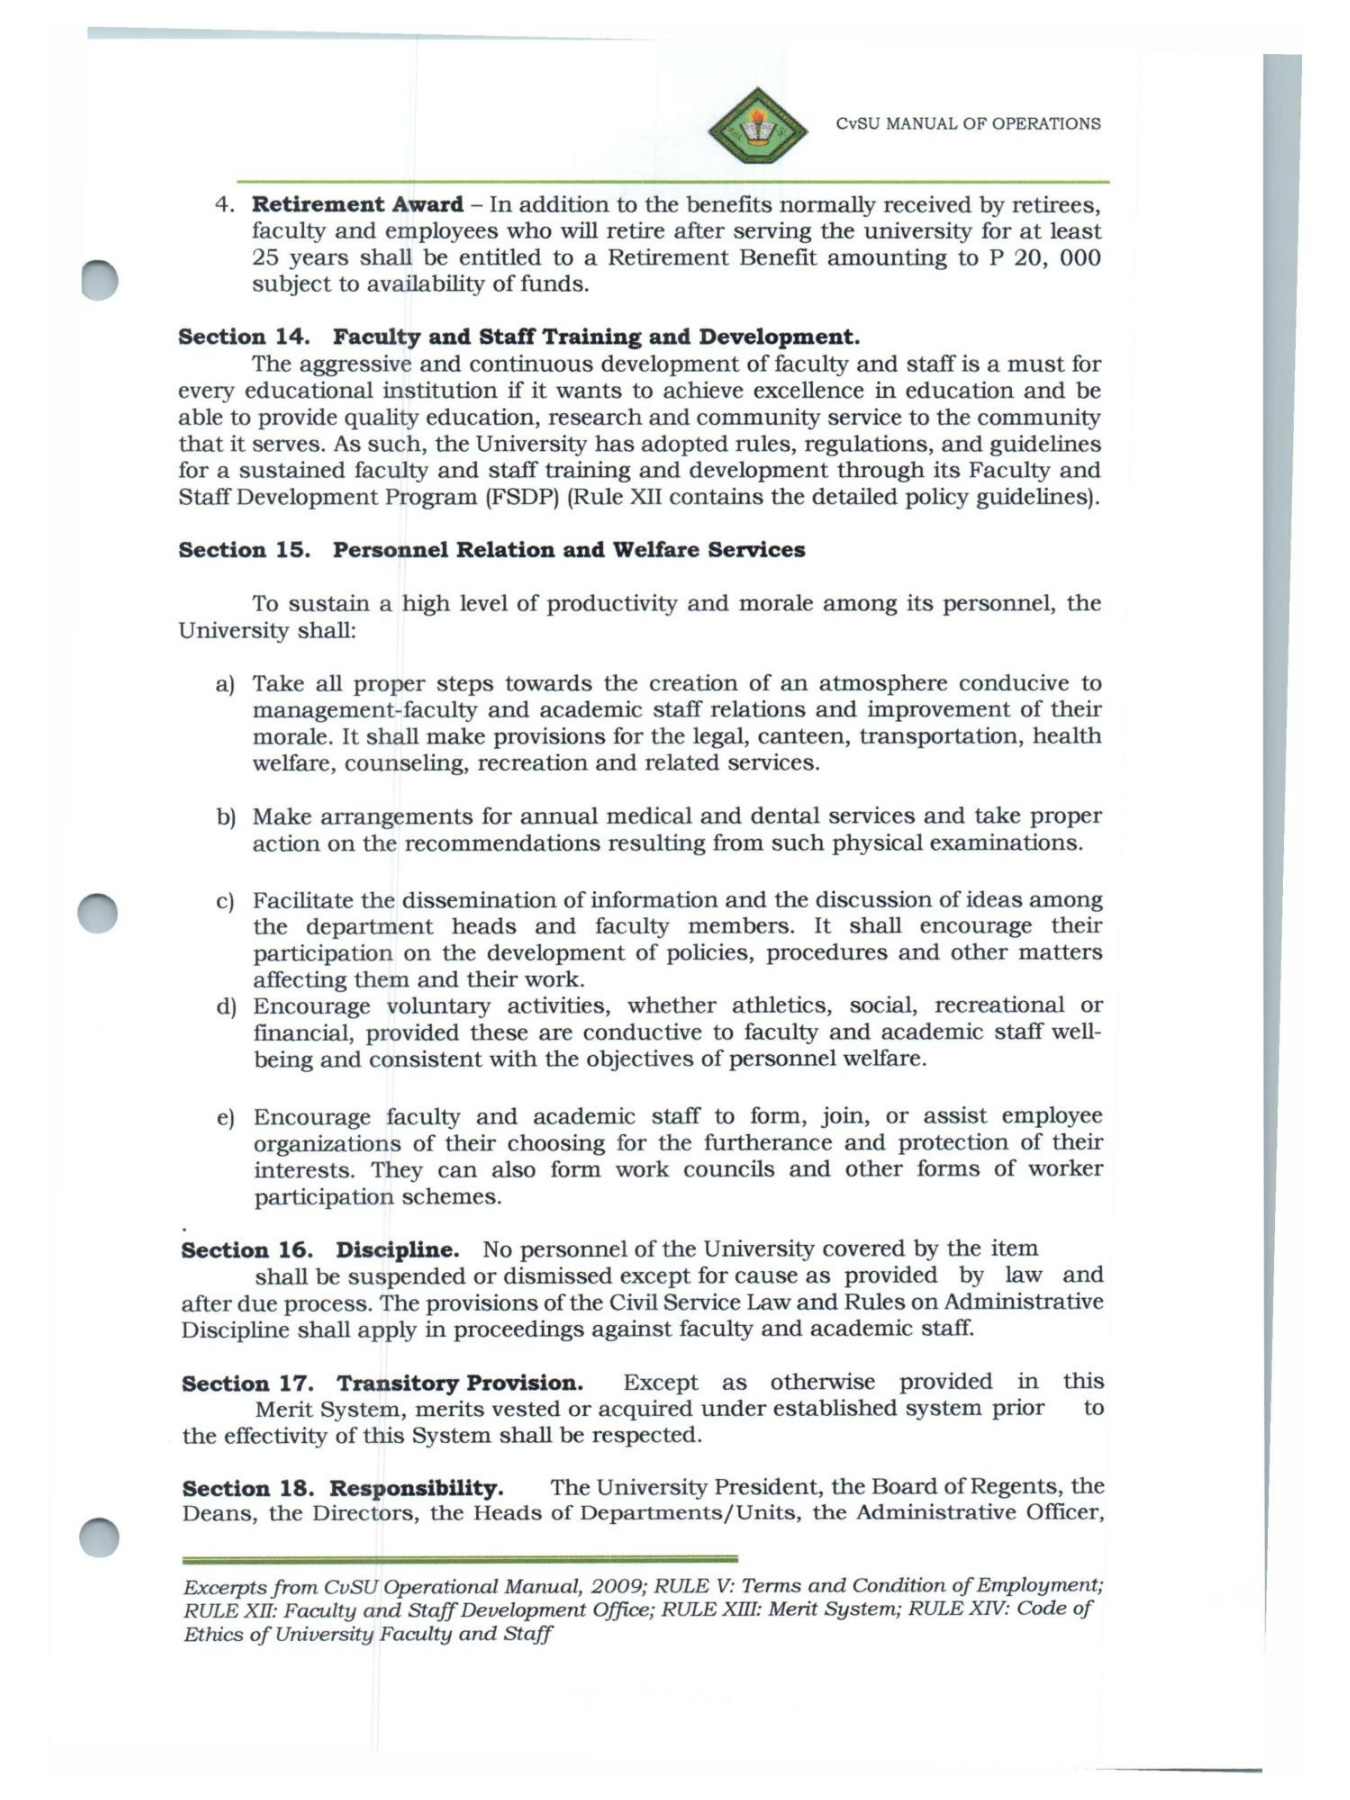 CvSU MANUAL OF OPERATIONS
4. Retirement Award – In addition to the benefits normally received by retirees,
faculty and employees who will retire after serving the university for at least
25 years shall be entitled to a Retirement Benefit amounting to P 20, 000
subject to availability of funds.
Section 14. Faculty and Staff Training and Development.
The aggressive and continuous development of faculty and staff is a must for
every educational institution if it wants to achieve excellence in education and be
able to provide quality education, research and community service to the community
that it serves. As such, the University has adopted rules, regulations, and guidelines
for a sustained faculty and staff training and development through its Faculty and
Staff Development Program (FSDP) (Rule XII contains the detailed policy guidelines).
Section 15. Personnel Relation and Welfare Services
To sustain a high level of productivity and morale among its personnel, the
University shall:
a) Take all proper steps towards the creation of an atmosphere conducive to
management-faculty and academic staff relations and improvement of their
morale. It shall make provisions for the legal, canteen, transportation, health
welfare, counseling, recreation and related services.
b) Make arrangements for annual medical and dental services and take proper
action on the recommendations resulting from such physical examinations.
c) Facilitate the dissemination of information and the discussion of ideas among
the department heads and faculty members. It shall encourage their
participation on the development of policies, procedures and other matters
affecting them and their work.
d) Encourage voluntary activities, whether athletics, social, recreational or
financial, provided these are conductive to faculty and academic staff well-
being and consistent with the objectives of personnel welfare.
e) Encourage faculty and academic staff to form, join, or assist employee
organizations of their choosing for the furtherance and protection of their
interests. They can also form work councils and other forms of worker
participation schemes.
Section 16. Discipline. No personnel of the University covered by the item
shall be suspended or dismissed except for cause as provided by law and
after due process. The provisions of the Civil Service Law and Rules on Administrative
Discipline shall apply in proceedings against faculty and academic staff.
Section 17. Transitory Provision. Except as otherwise provided in this
Merit System, merits vested or acquired under established system prior to
the effectivity of this System shall be respected.
Section 18. Responsibility. The University President, the Board of Regents, the
Deans, the Directors, the Heads of Departments/Units, the Administrative Officer,
Excerpts from CvSU Operational Manual, 2009; RULE V: Terms and Condition of Employment;
RULE XII: Faculty and Staff Development Office; RULE XIII: Merit System; RULE XIV: Code of
Ethics of University Faculty and Staff